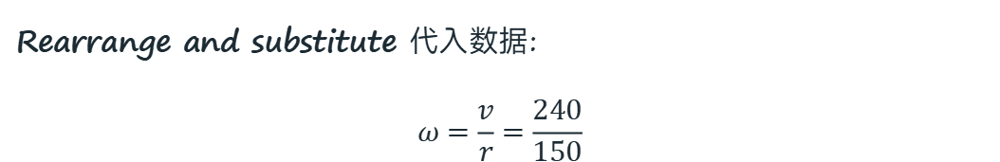 Rearrange and substitute 代入数据:
ω = v/r = 240/150